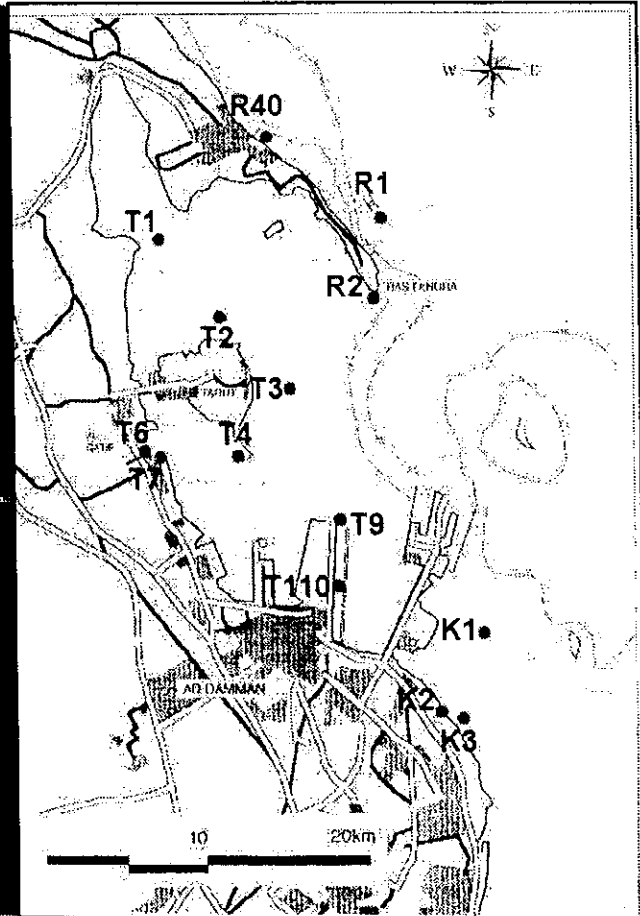 N
W E
S
R40
R1
T1
R2
RAS TANURA
T2
T3
T6
T4
T7
T9
T110
K1
AD DAMMAN
K2
K3
10 20km